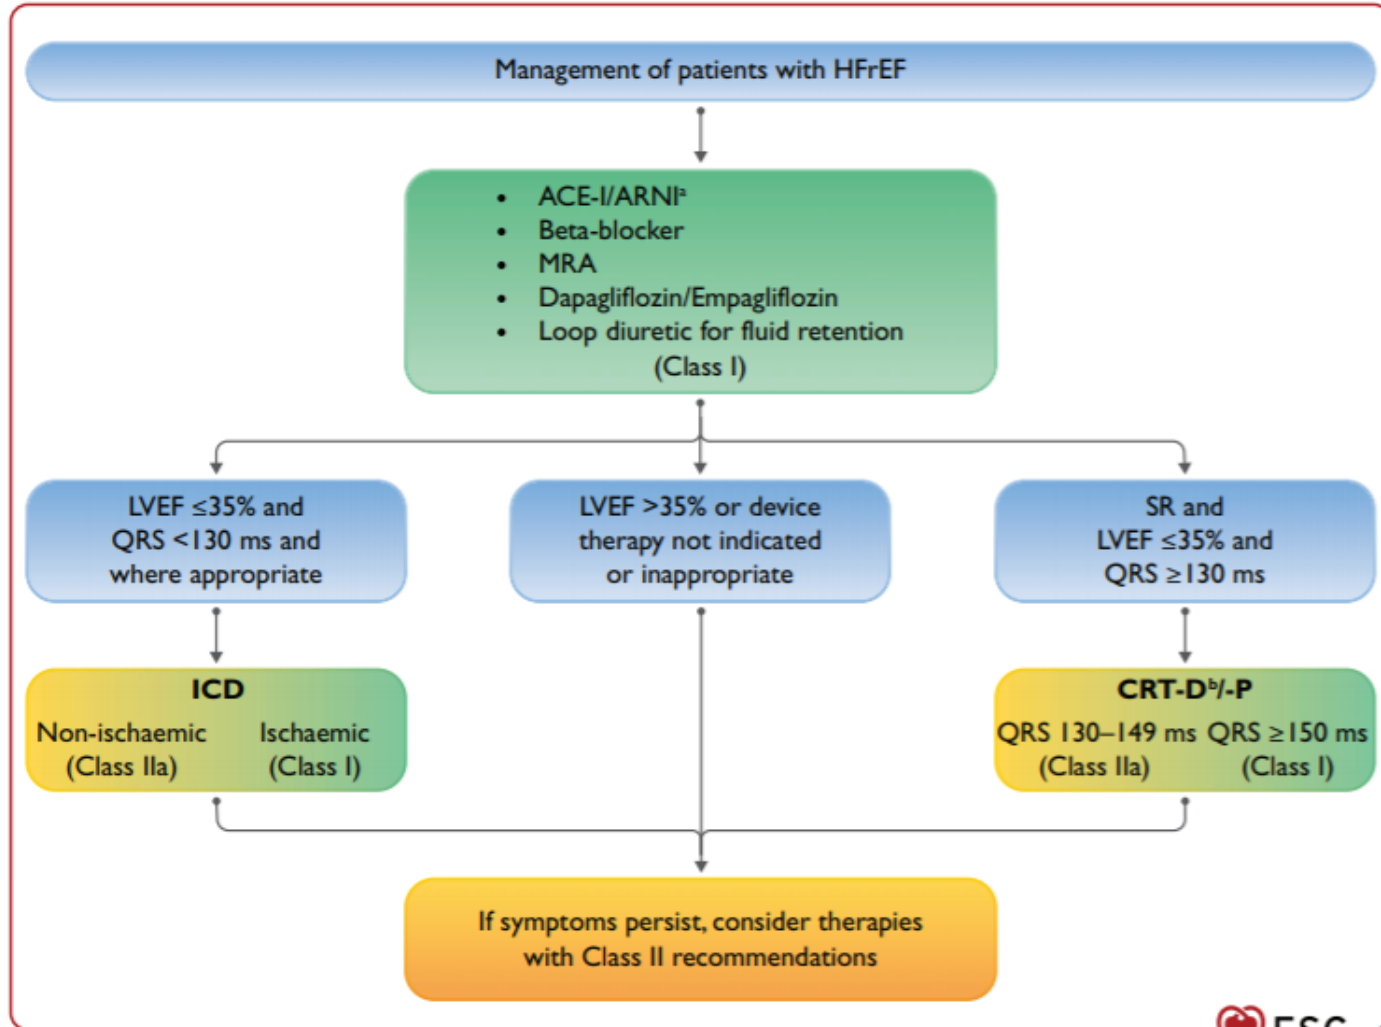 Management of patients with HFrEF
• ACE-I/ARNIᵃ
• Beta-blocker
• MRA
• Dapagliflozin/Empagliflozin
• Loop diuretic for fluid retention
(Class I)
LVEF ≤35% and
QRS <130 ms and
where appropriate
LVEF >35% or device
therapy not indicated
or inappropriate
SR and
LVEF ≤35% and
QRS ≥130 ms
ICD
Non-ischaemic
(Class IIa)
Ischaemic
(Class I)
CRT-Dᵇ/-P
QRS 130–149 ms
(Class IIa)
QRS ≥150 ms
(Class I)
If symptoms persist, consider therapies
with Class II recommendations
ESC